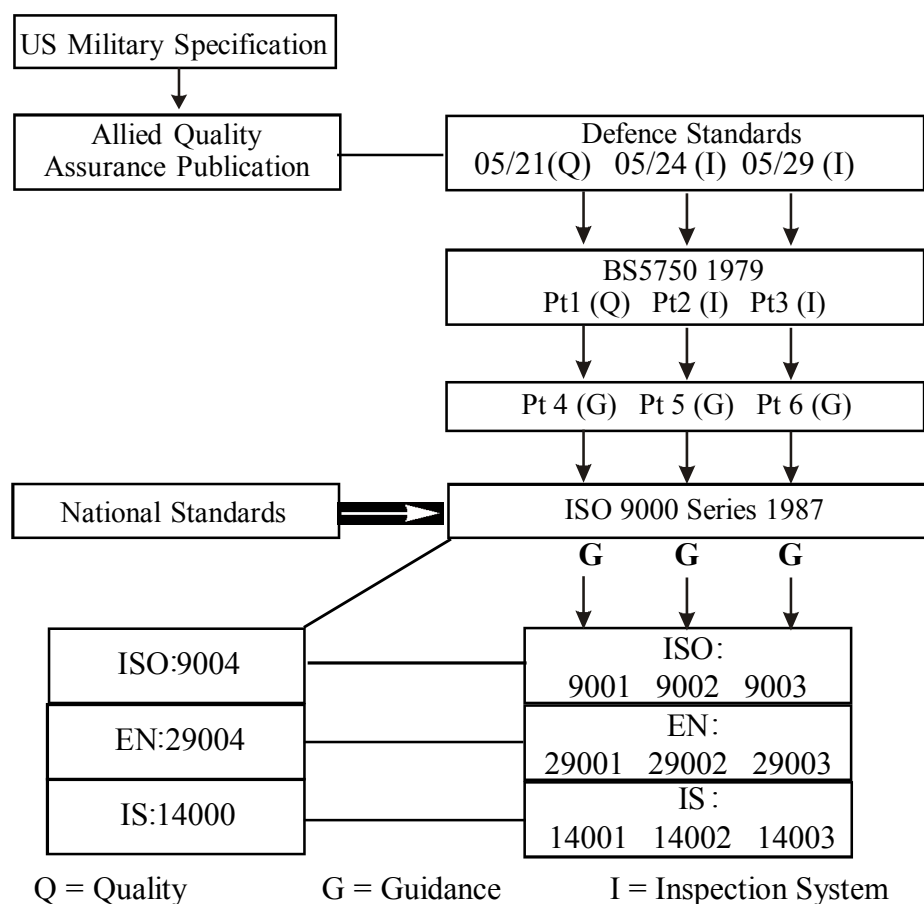 US Military Specification
Allied Quality
Assurance Publication
Defence Standards
05/21(Q) 05/24 (I) 05/29 (I)
BS5750 1979
Pt1 (Q) Pt2 (I) Pt3 (I)
Pt 4 (G) Pt 5 (G) Pt 6 (G)
National Standards
ISO 9000 Series 1987
G G G
ISO:9004
ISO:
9001 9002 9003
EN:29004
EN:
29001 29002 29003
IS:14000
IS :
14001 14002 14003
Q = Quality G = Guidance I = Inspection System